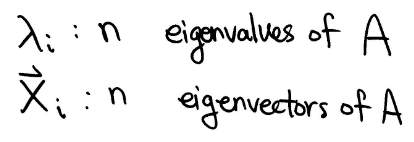 λᵢ : n eigenvalues of A
X⃗ᵢ : n eigenvectors of A